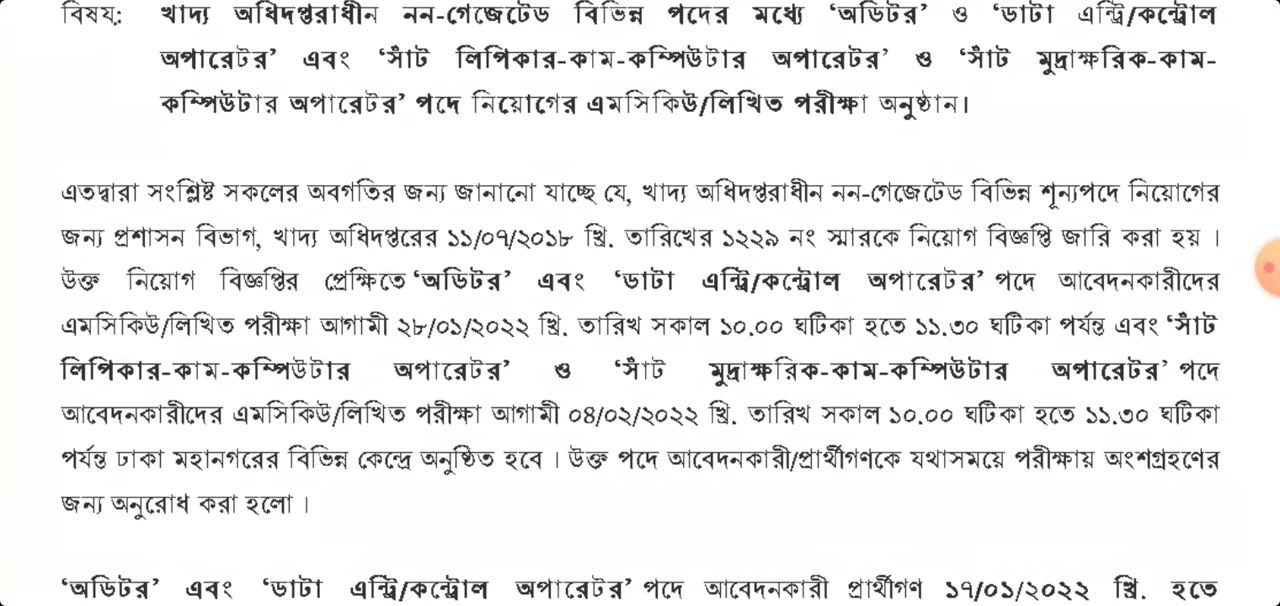 বিষয়: খাদ্য অধিদপ্তরাধীন নন-গেজেটেড বিভিন্ন পদের মধ্যে ‘অডিটর’ ও ‘ডাটা এন্ট্রি/কন্ট্রোল
অপারেটর’ এবং ‘সাঁট লিপিকার-কাম-কম্পিউটার অপারেটর’ ও ‘সাঁট মুদ্রাক্ষরিক-কাম-
কম্পিউটার অপারেটর’ পদে নিয়োগের এমসিকিউ/লিখিত পরীক্ষা অনুষ্ঠান।
এতদ্বারা সংশ্লিষ্ট সকলের অবগতির জন্য জানানো যাচ্ছে যে, খাদ্য অধিদপ্তরাধীন নন-গেজেটেড বিভিন্ন শূন্যপদে নিয়োগের
জন্য প্রশাসন বিভাগ, খাদ্য অধিদপ্তরের ১১/০৭/২০১৮ খ্রি. তারিখের ১২২৯ নং স্মারকে নিয়োগ বিজ্ঞপ্তি জারি করা হয় ।
উক্ত নিয়োগ বিজ্ঞপ্তির প্রেক্ষিতে ‘অডিটর’ এবং ‘ডাটা এন্ট্রি/কন্ট্রোল অপারেটর’ পদে আবেদনকারীদের
এমসিকিউ/লিখিত পরীক্ষা আগামী ২৮/০১/২০২২ খ্রি. তারিখ সকাল ১০.০০ ঘটিকা হতে ১১.৩০ ঘটিকা পর্যন্ত এবং ‘সাঁট
লিপিকার-কাম-কম্পিউটার অপারেটর’ ও ‘সাঁট মুদ্রাক্ষরিক-কাম-কম্পিউটার অপারেটর’ পদে
আবেদনকারীদের এমসিকিউ/লিখিত পরীক্ষা আগামী ০৪/০২/২০২২ খ্রি. তারিখ সকাল ১০.০০ ঘটিকা হতে ১১.৩০ ঘটিকা
পর্যন্ত ঢাকা মহানগরের বিভিন্ন কেন্দ্রে অনুষ্ঠিত হবে । উক্ত পদে আবেদনকারী/প্রার্থীগণকে যথাসময়ে পরীক্ষায় অংশগ্রহণের
জন্য অনুরোধ করা হলো ।
‘অডিটর’ এবং ‘ডাটা এন্ট্রি/কন্ট্রোল অপারেটর’ পদে আবেদনকারী প্রার্থীগণ ১৭/০১/২০২২ খ্রি. হতে